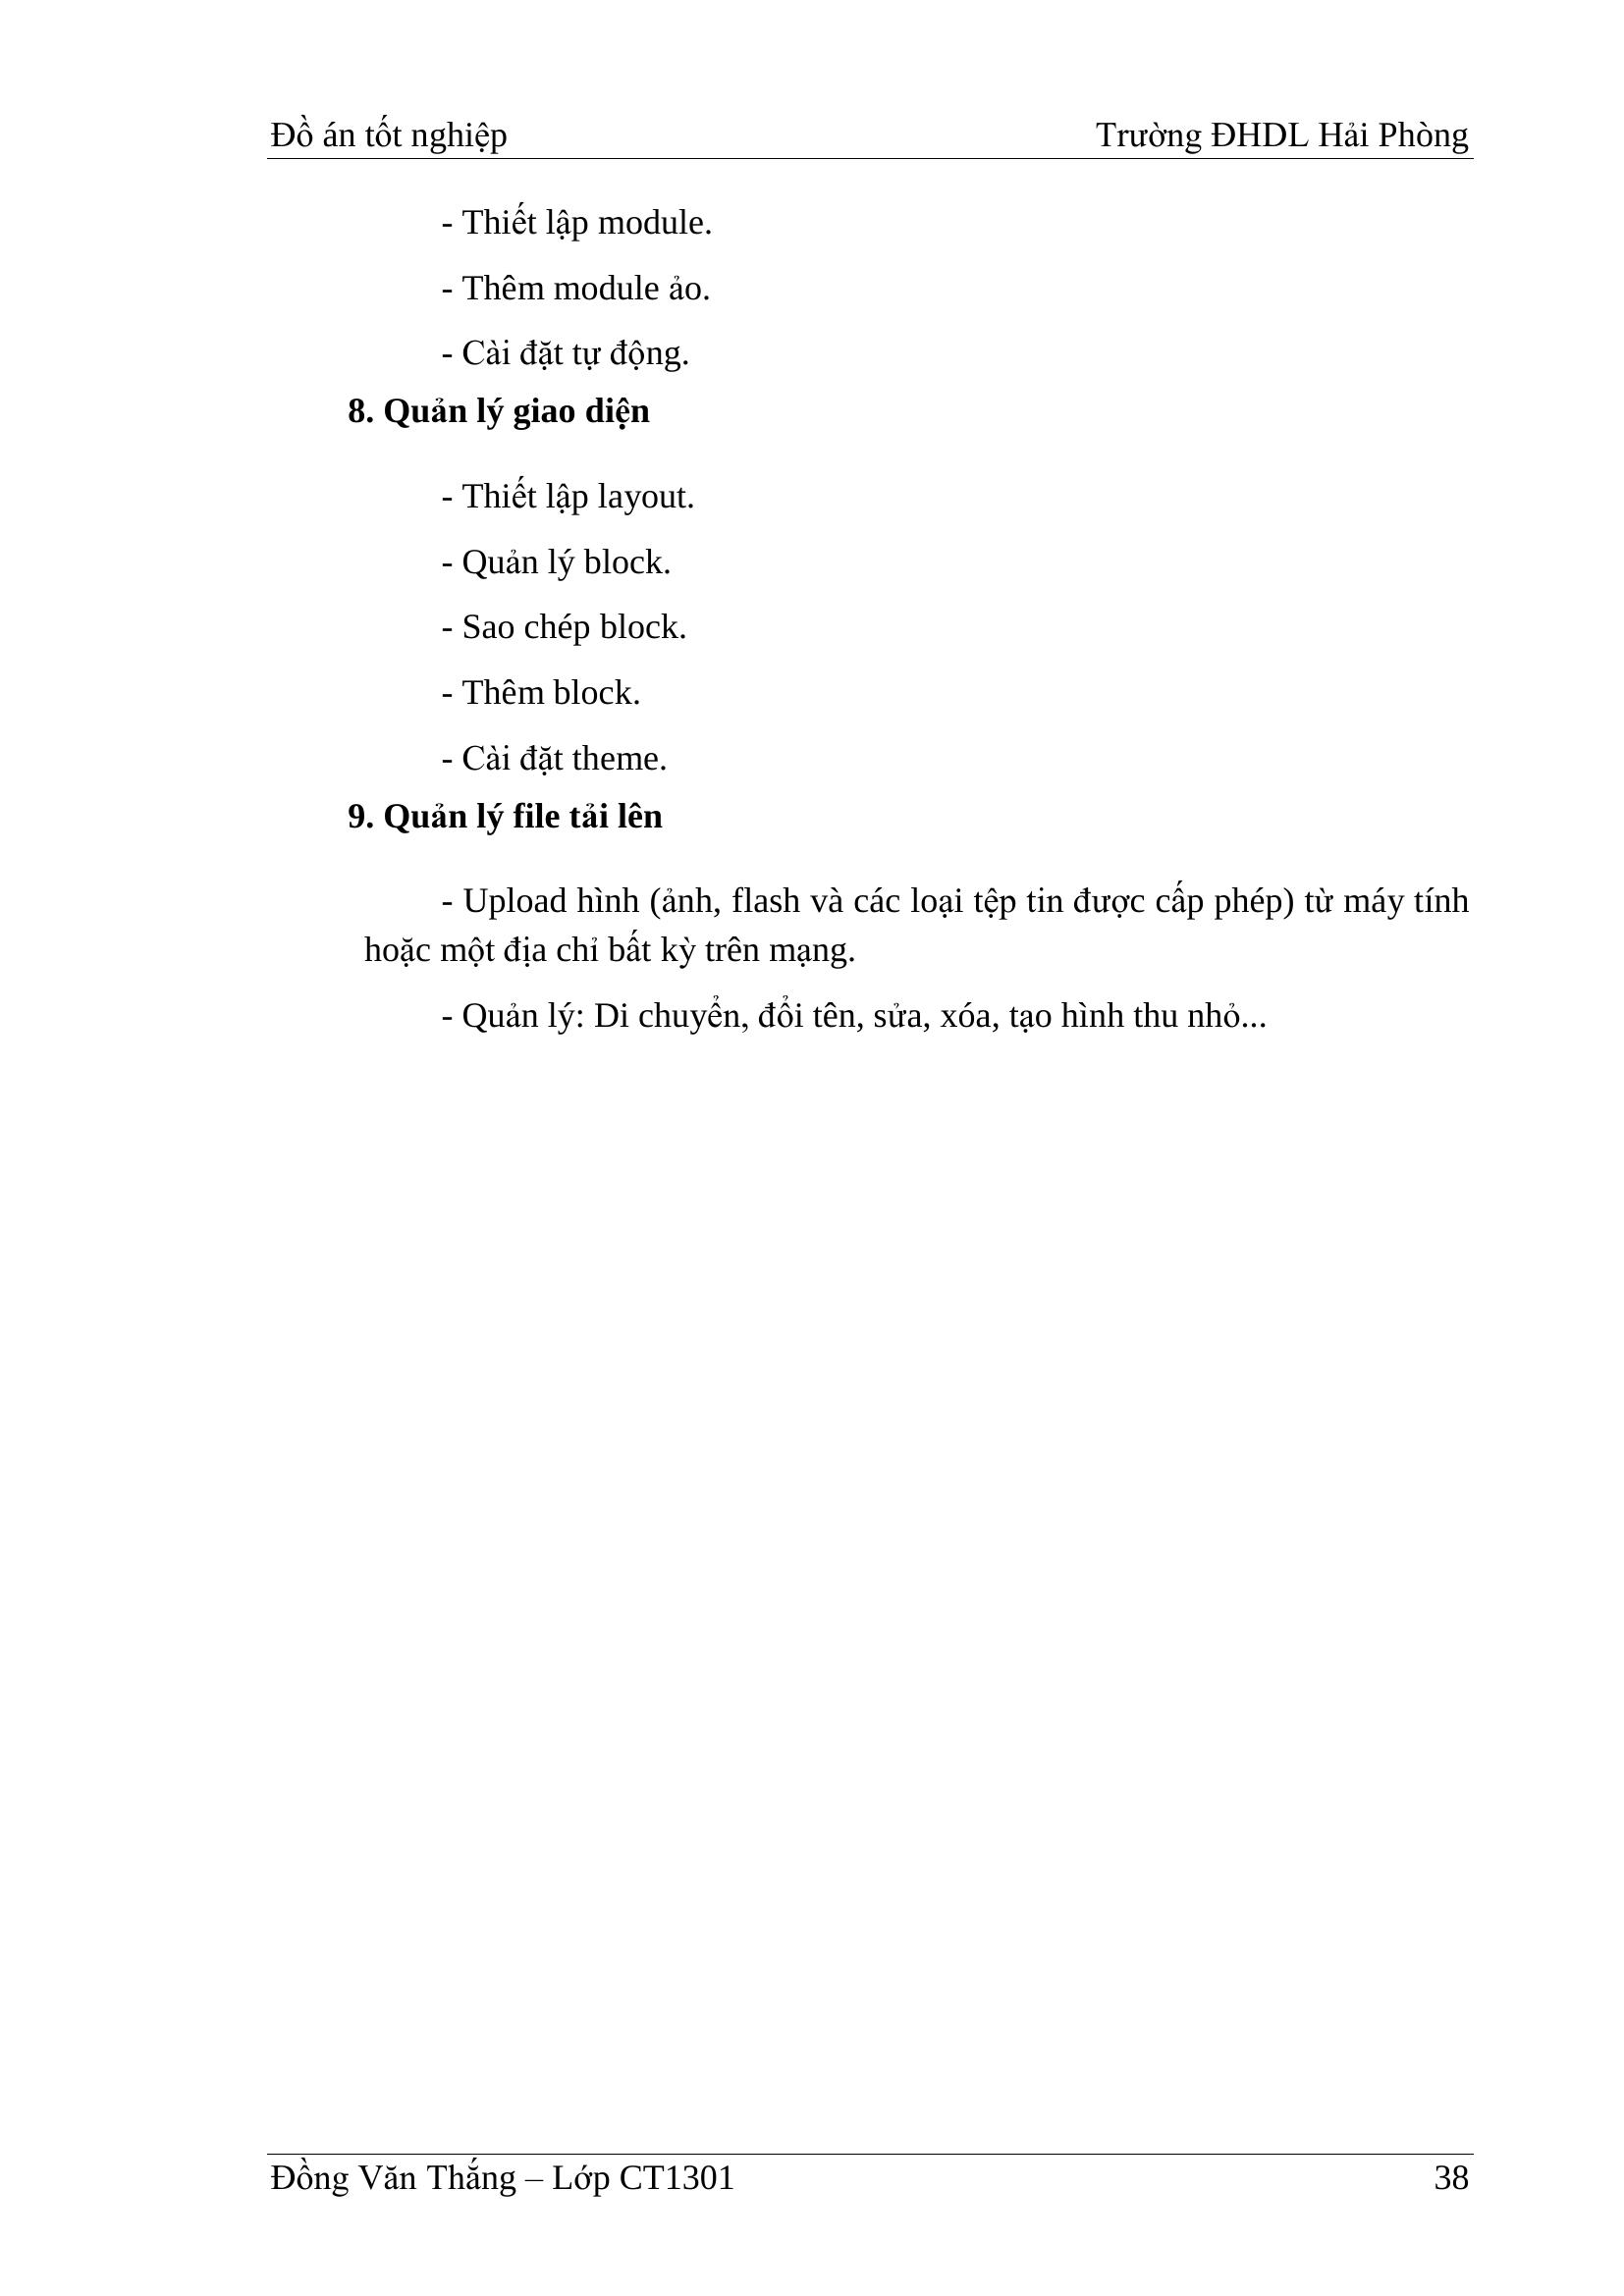 Đồ án tốt nghiệp Trường ĐHDL Hải Phòng
- Thiết lập module.
- Thêm module ảo.
- Cài đặt tự động.
8. Quản lý giao diện
- Thiết lập layout.
- Quản lý block.
- Sao chép block.
- Thêm block.
- Cài đặt theme.
9. Quản lý file tải lên
- Upload hình (ảnh, flash và các loại tệp tin được cấp phép) từ máy tính
hoặc một địa chỉ bất kỳ trên mạng.
- Quản lý: Di chuyển, đổi tên, sửa, xóa, tạo hình thu nhỏ...
Đồng Văn Thắng – Lớp CT1301 38